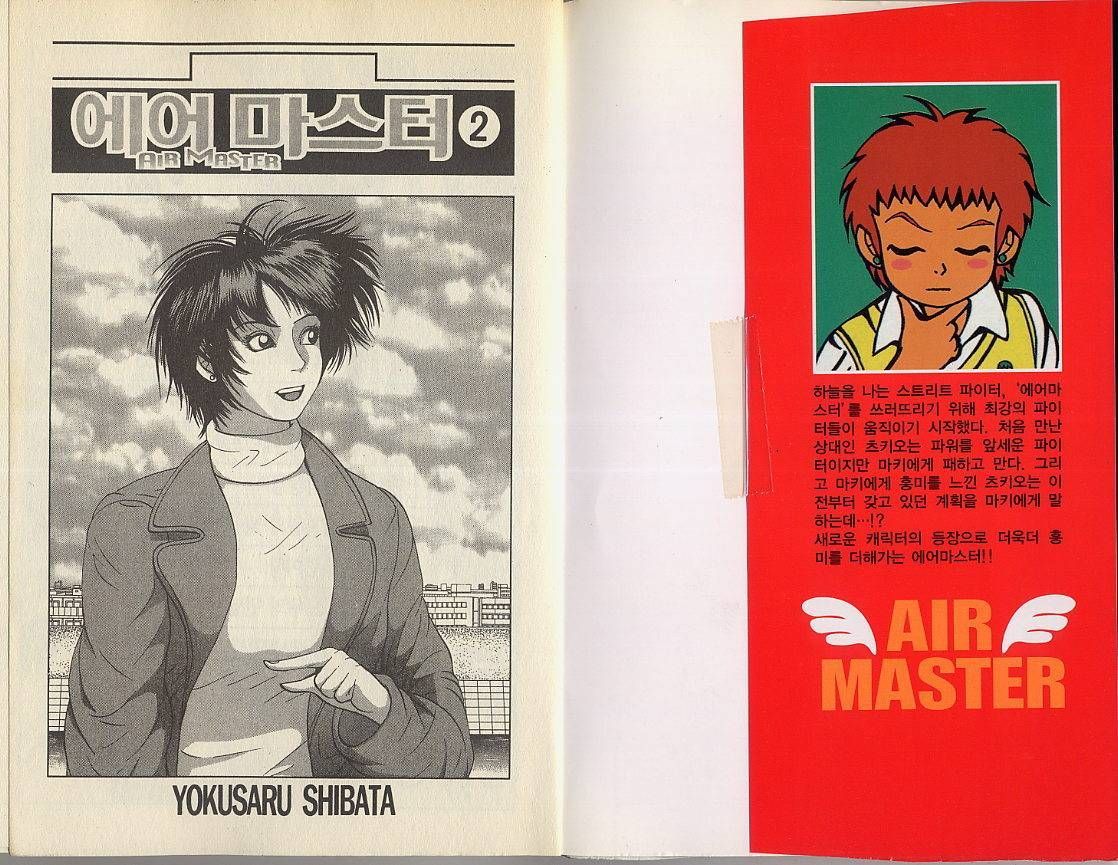 에어 마스터 2
AIR MASTER
YOKUSARU SHIBATA
하늘을 나는 스트리트 파이터, '에어마
스터'를 쓰러뜨리기 위해 최강의 파이
터들이 움직이기 시작했다. 처음 만난
상대인 츠키오는 파워를 앞세운 파이
터이지만 마키에게 패하고 만다. 그리
고 마키에게 흥미를 느낀 츠키오는 이
전부터 갖고 있던 계획을 마키에게 말
하는데…!?
새로운 캐릭터의 등장으로 더욱더 흥
미를 더해가는 에어마스터!!
AIR
MASTER